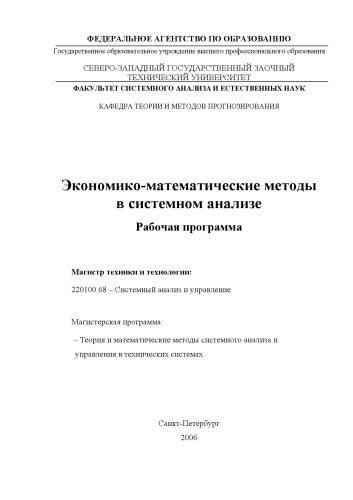 ФЕДЕРАЛЬНОЕ АГЕНТСТВО ПО ОБРАЗОВАНИЮ
Государственное образовательное учреждение высшего профессионального образования
СЕВЕРО-ЗАПАДНЫЙ ГОСУДАРСТВЕННЫЙ ЗАОЧНЫЙ
ТЕХНИЧЕСКИЙ УНИВЕРСИТЕТ
ФАКУЛЬТЕТ СИСТЕМНОГО АНАЛИЗА И ЕСТЕСТВЕННЫХ НАУК
КАФЕДРА ТЕОРИИ И МЕТОДОВ ПРОГНОЗИРОВАНИЯ
Экономико-математические методы
в системном анализе
Рабочая программа
Магистр техники и технологии:
220100.68 – Системный анализ и управление
Магистерская программа:
– Теория и математические методы системного анализа и
управления в технических системах
Санкт-Петербург
2006